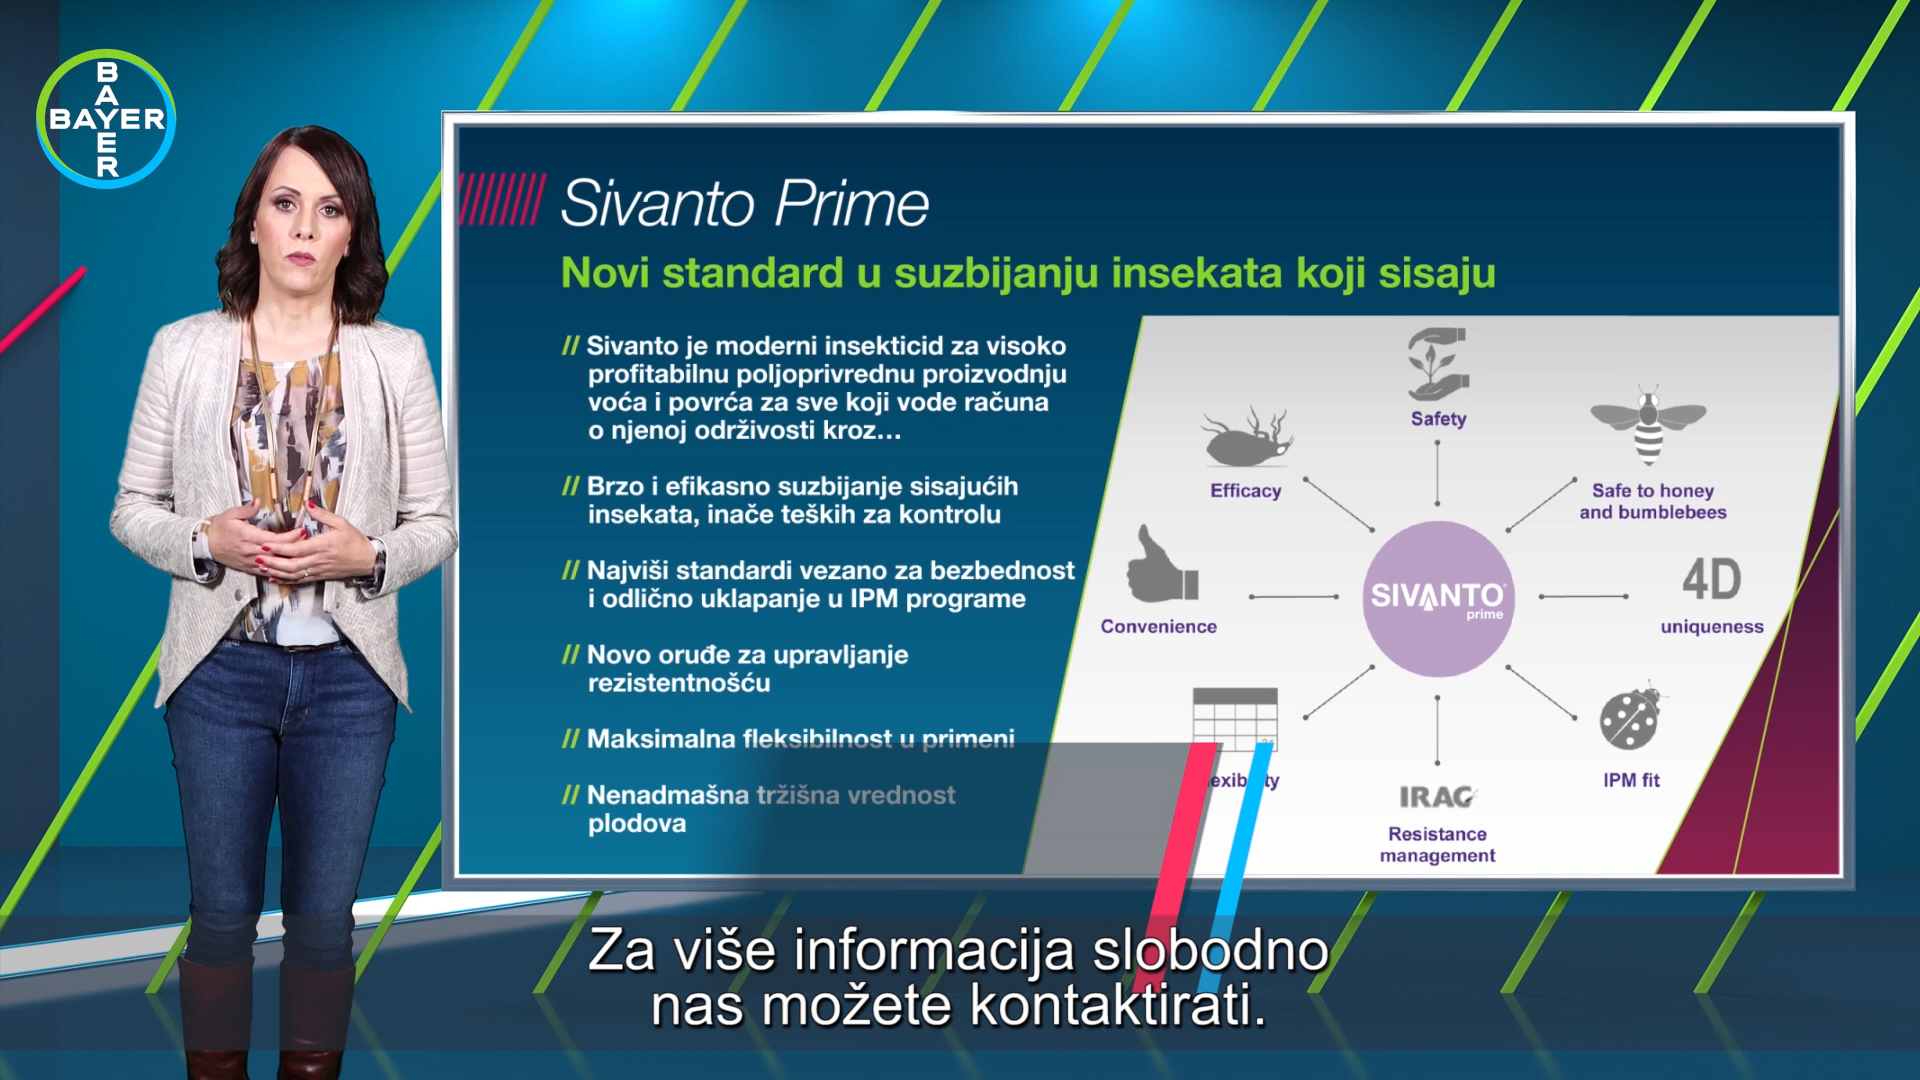 BAYER
BAYER
Sivanto Prime
Novi standard u suzbijanju insekata koji sisaju
// Sivanto je moderni insekticid za visoko
profitabilnu poljoprivrednu proizvodnju
voća i povrća za sve koji vode računa
o njenoj održivosti kroz...
// Brzo i efikasno suzbijanje sisajućih
insekata, inače teških za kontrolu
// Najviši standardi vezano za bezbednost
i odlično uklapanje u IPM programe
// Novo oruđe za upravljanje
rezistentnošću
// Maksimalna fleksibilnost u primeni
// Nenadmašna tržišna vrednost
plodova
Safety
Efficacy
Safe to honey
and bumblebees
Convenience
SIVANTO®
prime
4D
uniqueness
IPM fit
IRAC
Resistance
management
Za više informacija slobodno
nas možete kontaktirati.